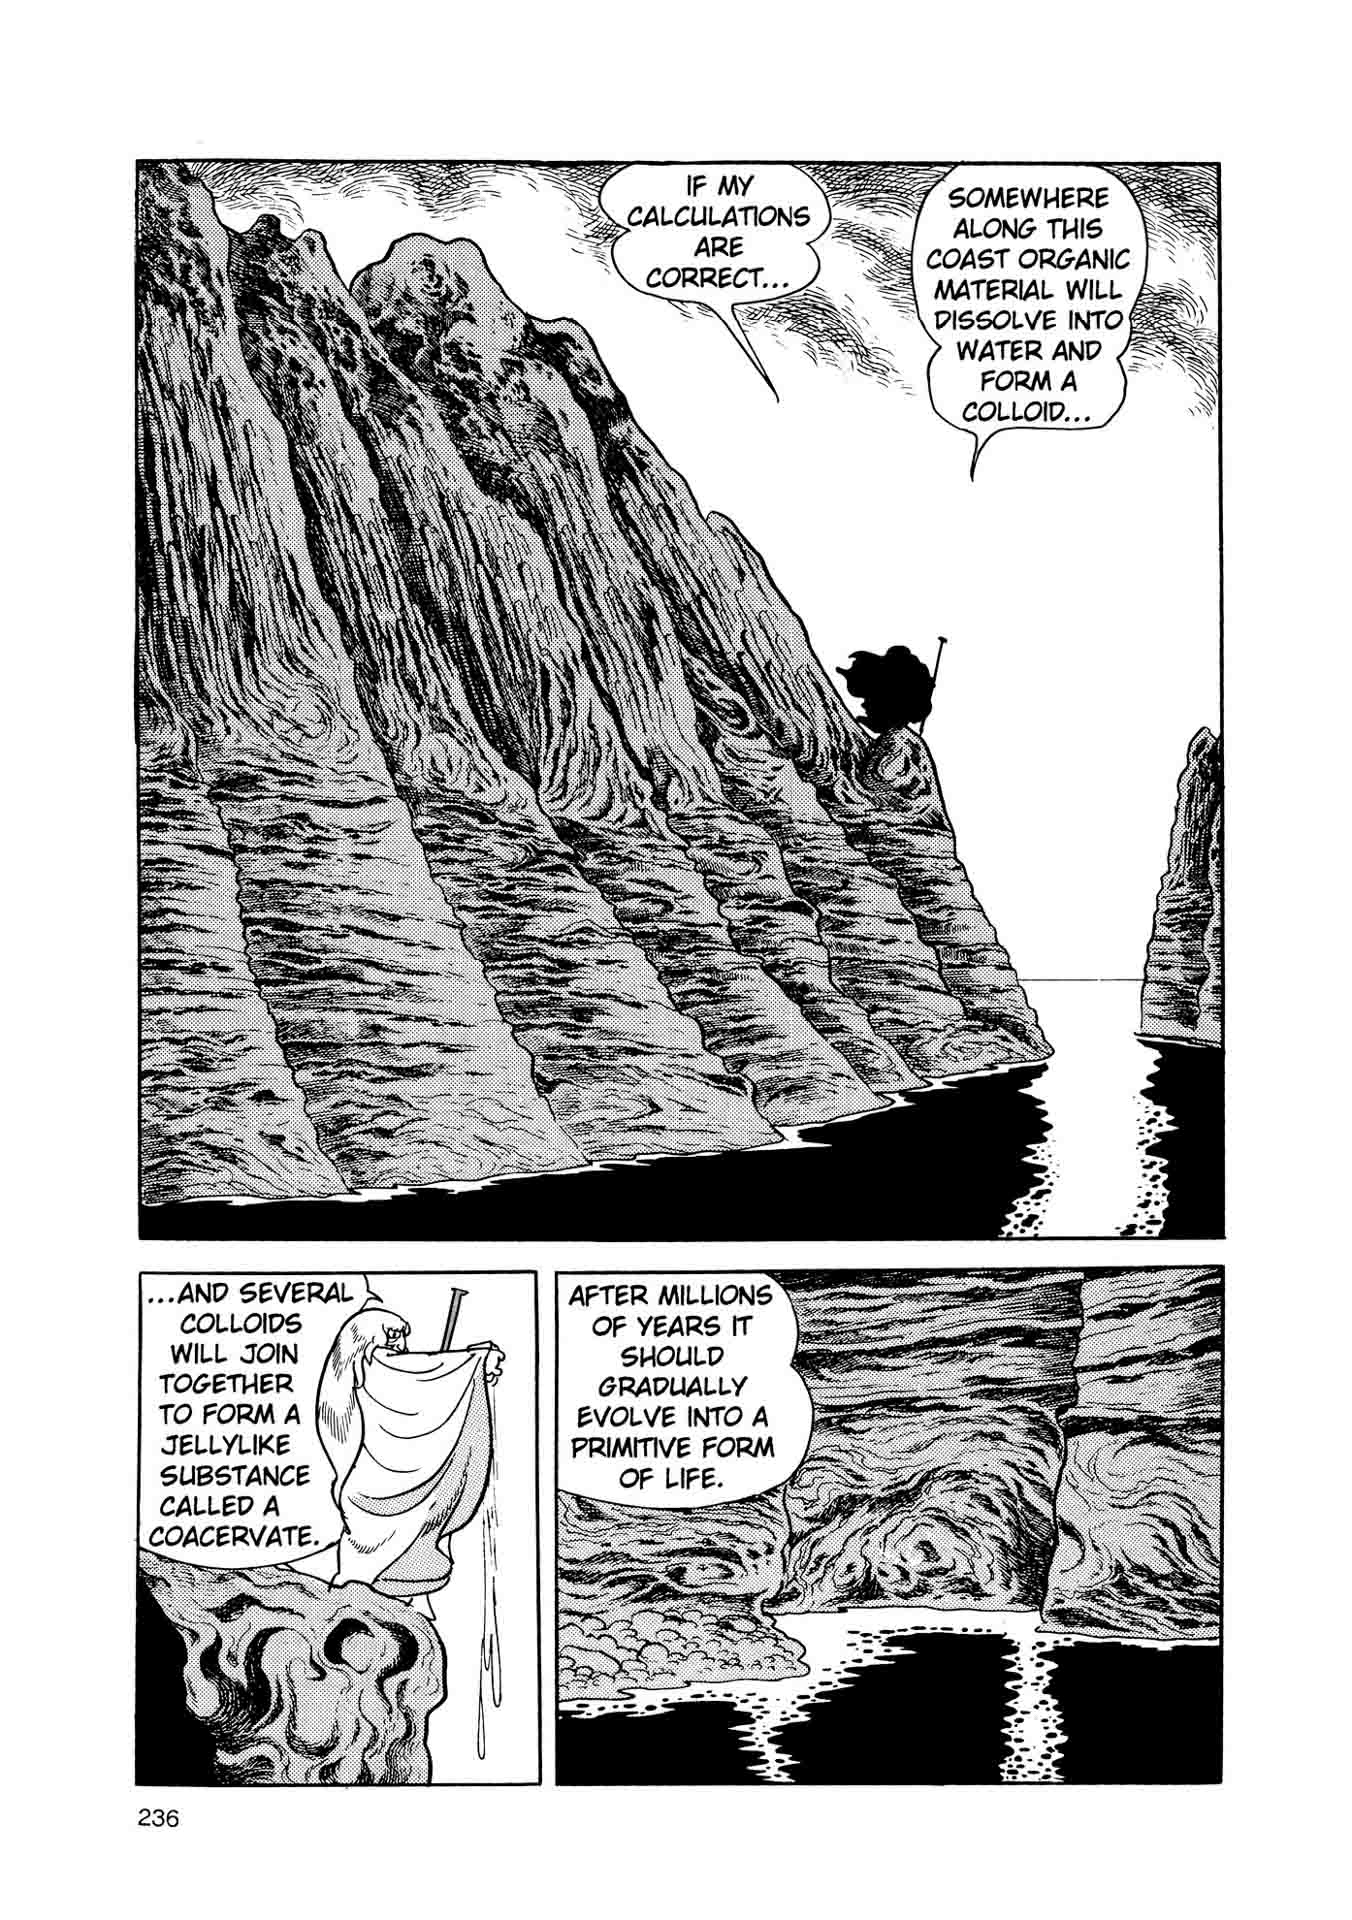 IF MY
CALCULATIONS
ARE
CORRECT...
SOMEWHERE
ALONG THIS
COAST ORGANIC
MATERIAL WILL
DISSOLVE INTO
WATER AND
FORM A
COLLOID...
...AND SEVERAL
COLLOIDS
WILL JOIN
TOGETHER
TO FORM A
JELLYLIKE
SUBSTANCE
CALLED A
COACERVATE.
AFTER MILLIONS
OF YEARS IT
SHOULD
GRADUALLY
EVOLVE INTO A
PRIMITIVE FORM
OF LIFE.
236